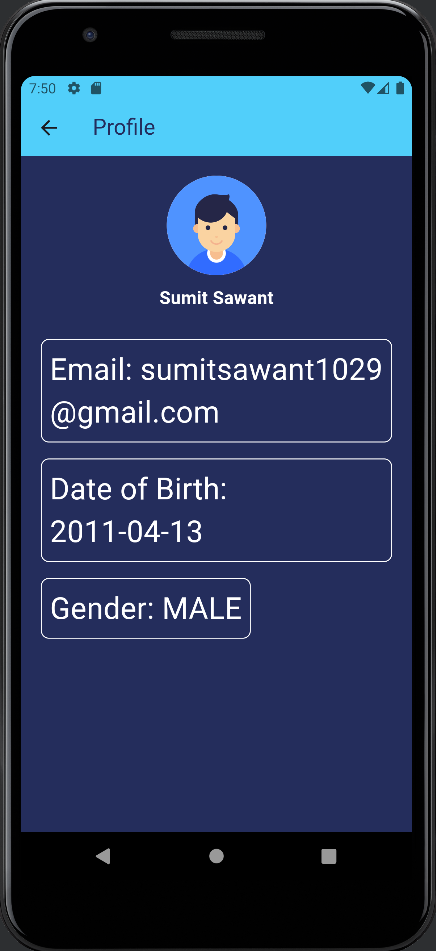 7:50
Profile
Sumit Sawant
Email: sumitsawant1029
@gmail.com
Date of Birth:
2011-04-13
Gender: MALE